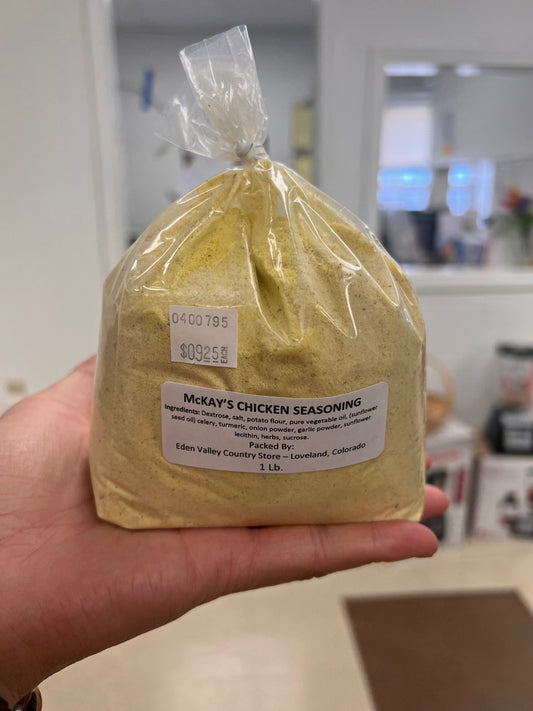 0400795
$0925 EACH
McKAY'S CHICKEN SEASONING
Ingredients: Dextrose, salt, potato flour, pure vegetable oil, (sunflower
seed oil) celery, turmeric, onion powder, garlic powder, sunflower
lecithin, herbs, sucrose.
Packed By:
Eden Valley Country Store – Loveland, Colorado
1 Lb.